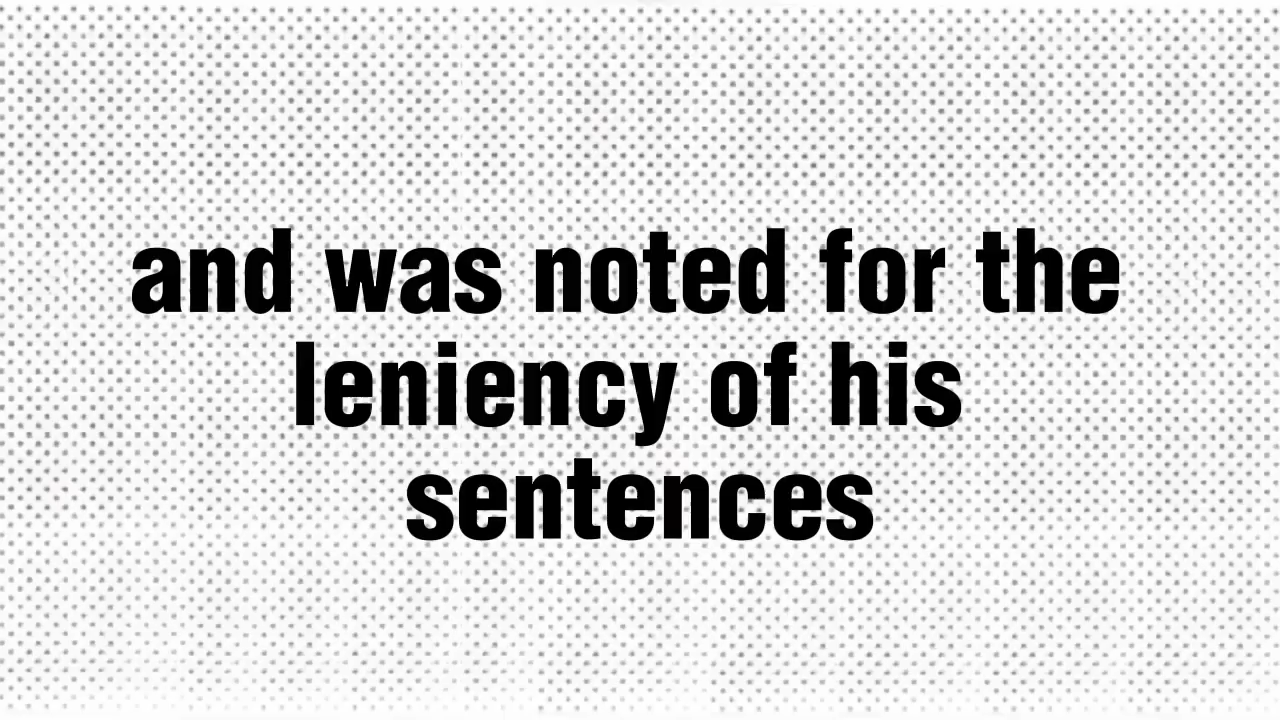 and was noted for the
leniency of his
sentences